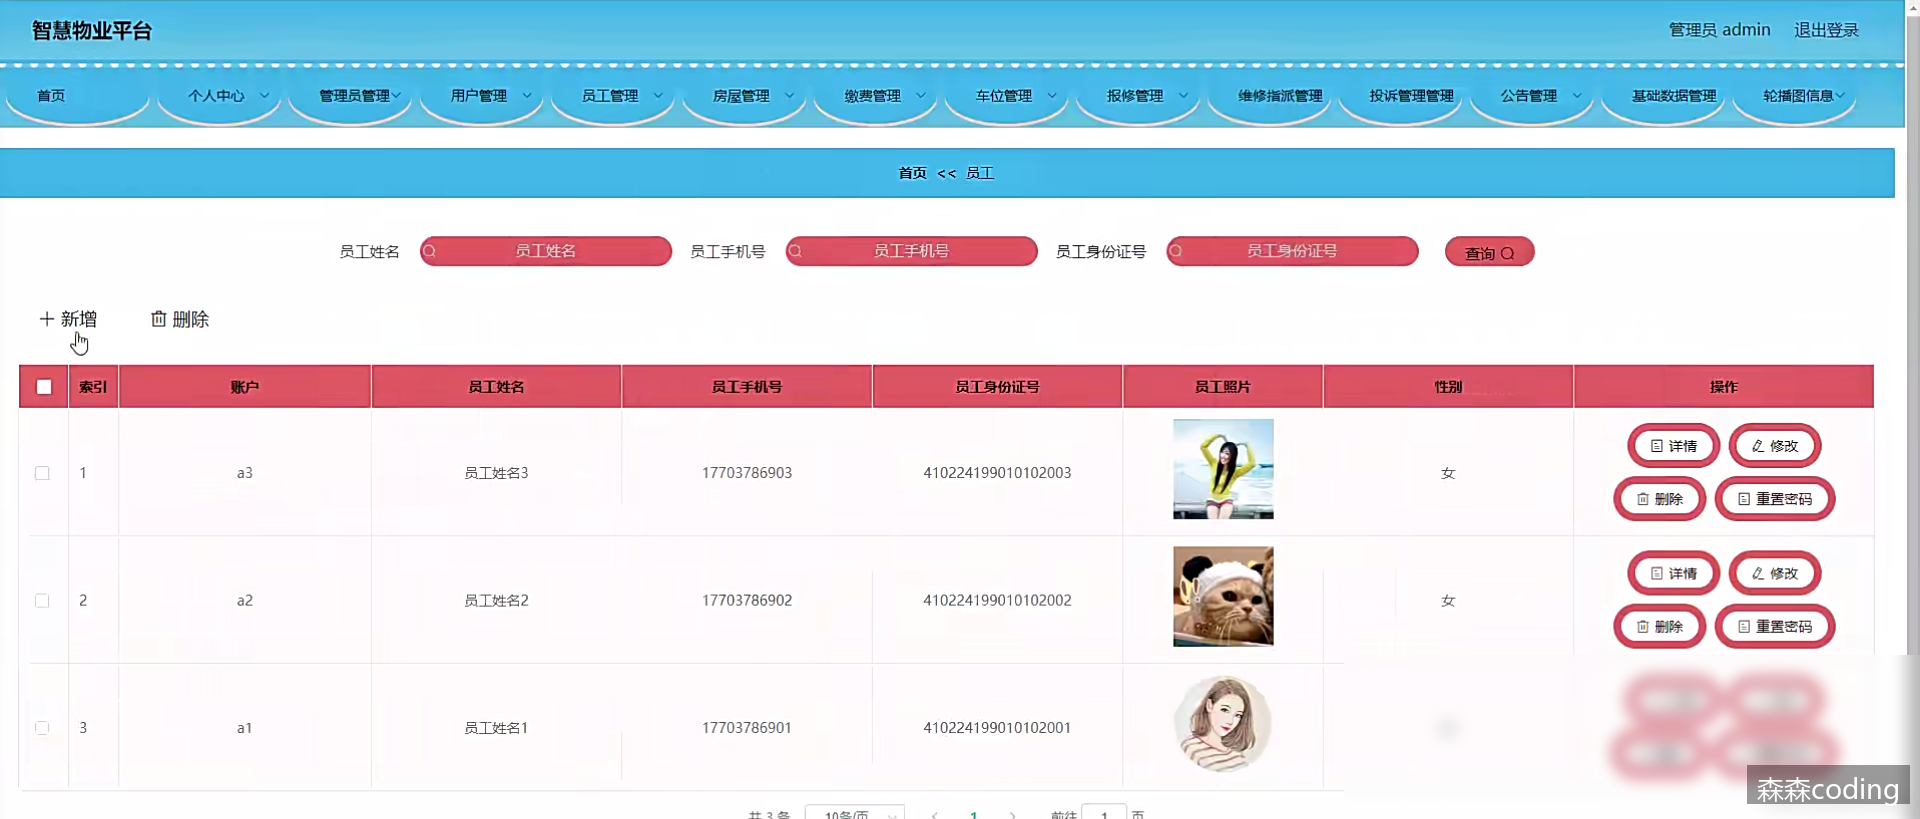 智慧物业平台
管理员 admin 退出登录
首页 个人中心 管理员管理 用户管理 员工管理 房屋管理 缴费管理 车位管理 报修管理 维修指派管理 投诉管理管理 公告管理 基础数据管理 轮播图信息
首页 << 员工
员工姓名 员工姓名 员工手机号 员工手机号 员工身份证号 员工身份证号 查询
新增 删除
索引 账户 员工姓名 员工手机号 员工身份证号 员工照片 性别 操作
1 a3 员工姓名3 17703786903 410224199010102003 女 详情 修改
删除 重置密码
2 a2 员工姓名2 17703786902 410224199010102002 女 详情 修改
删除 重置密码
3 a1 员工姓名1 17703786901 410224199010102001
森森coding
共 3 条 10条/页 1 前往 1 页